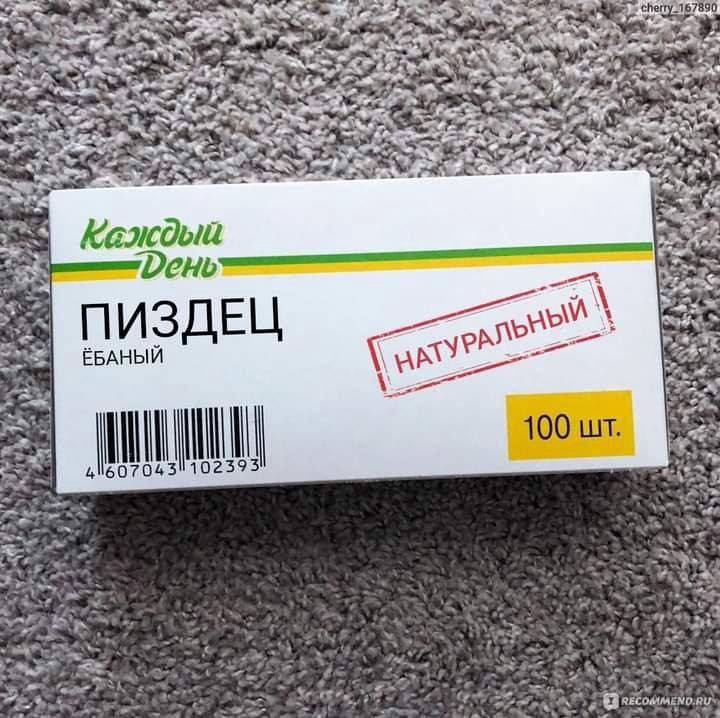 cherry_167890
Каждый
День
ПИЗДЕЦ
ЁБАНЫЙ
НАТУРАЛЬНЫЙ
100 шт.
4 607043 102393
RECOMMEND.RU